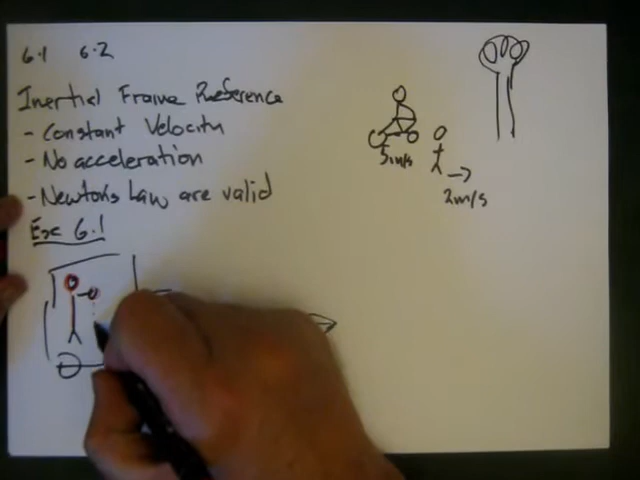 6.1 6.2
Inertial Frame Reference
- Constant Velocity
- No acceleration
- Newtons Law are valid
Ex 6.1
5m/s
2m/s